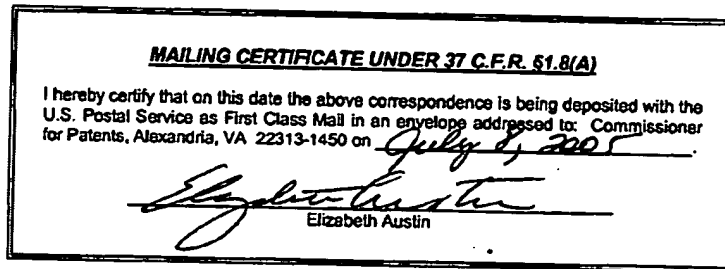 MAILING CERTIFICATE UNDER 37 C.F.R. §1.8(A)
I hereby certify that on this date the above correspondence is being deposited with the
U.S. Postal Service as First Class Mail in an envelope addressed to: Commissioner
for Patents, Alexandria, VA 22313-1450 on July 8, 2005.
Elizabeth Austin
Elizabeth Austin